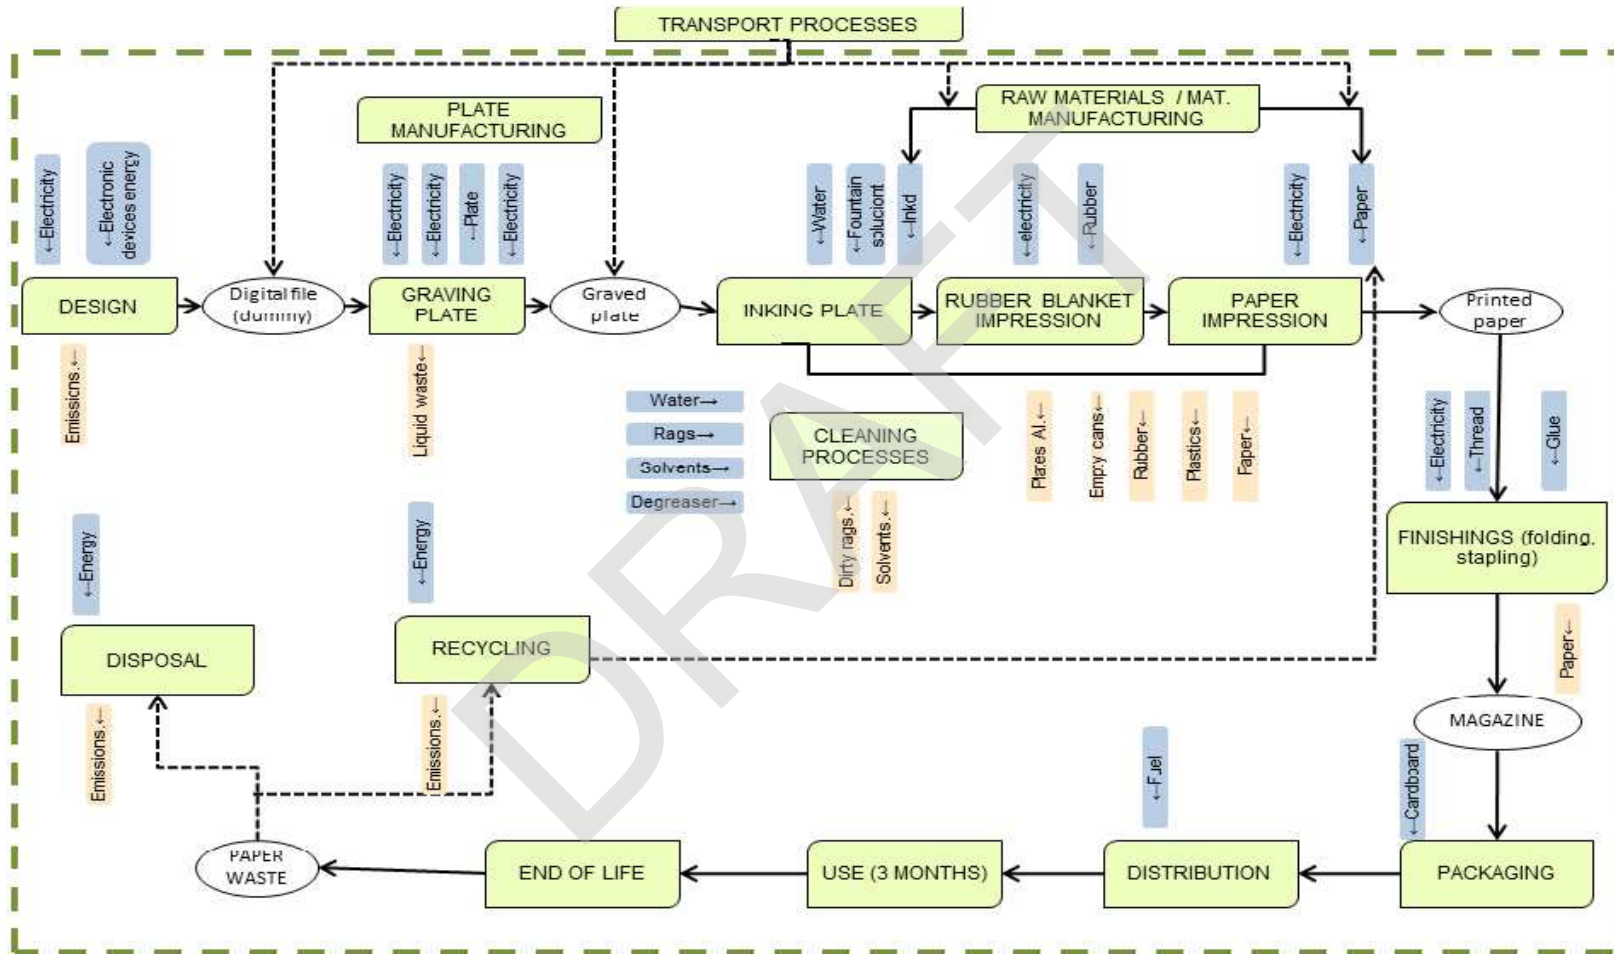 TRANSPORT PROCESSES
PLATE
MANUFACTURING
RAW MATERIALS / MAT.
MANUFACTURING
←Electricity
←Electronic
devices energy
←Electricity
←Electricity
←Plate
←Electricity
←Water
←Fountain
soluciont
←Inkd
←electricity
←Rubber
←Electricity
←Paper
DESIGN
Digital file
(dummy)
GRAVING
PLATE
Graved
plate
INKING PLATE
RUBBER BLANKET
IMPRESSION
PAPER
IMPRESSION
Printed
paper
Emissions.←
Liquid waste←
Water→
Rags→
Solvents→
Degreaser→
CLEANING
PROCESSES
Dirty rags.←
Solvents.←
Plates Al.←
Empty cans←
Rubber←
Plastics←
Paper←
←Electricity
←Thread
←Glue
FINISHINGS (folding,
stapling)
Paper←
MAGAZINE
←Energy
DISPOSAL
Emissions.←
←Energy
RECYCLING
Emissions.←
←Fuel
←Cardboard
PAPER
WASTE
END OF LIFE
USE (3 MONTHS)
DISTRIBUTION
PACKAGING
DRAFT